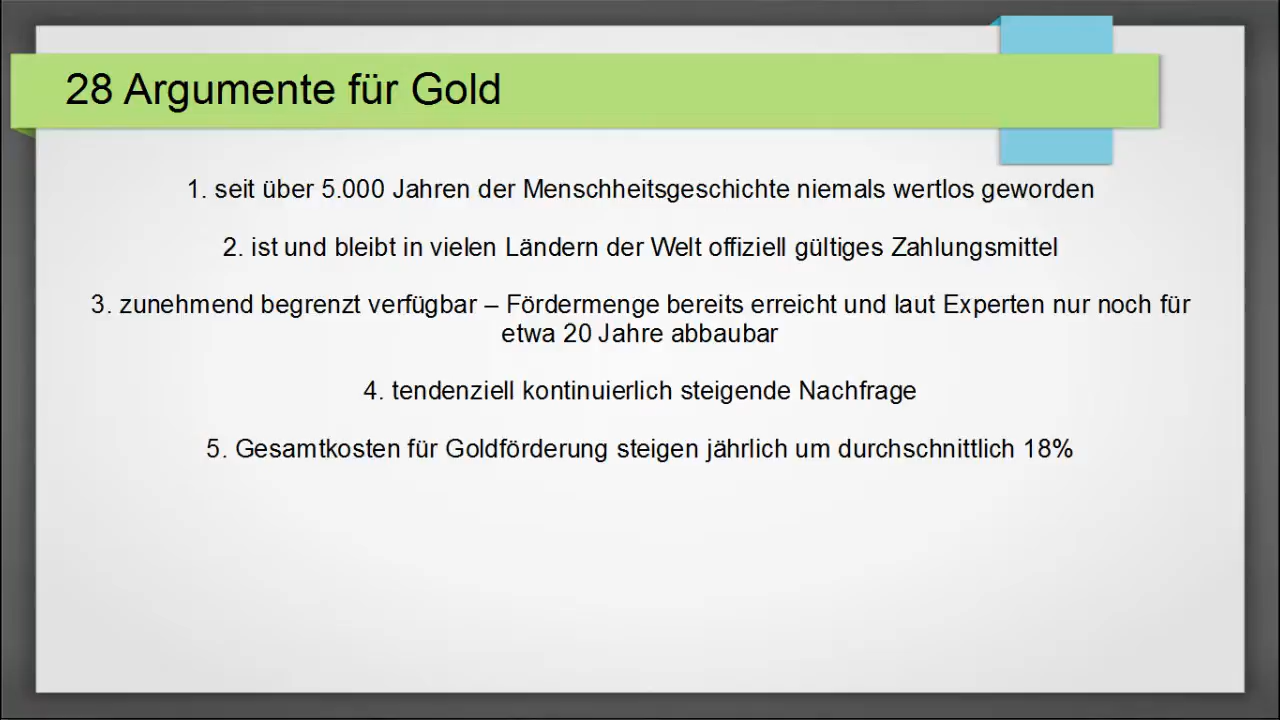 28 Argumente für Gold
1. seit über 5.000 Jahren der Menschheitsgeschichte niemals wertlos geworden
2. ist und bleibt in vielen Ländern der Welt offiziell gültiges Zahlungsmittel
3. zunehmend begrenzt verfügbar – Fördermenge bereits erreicht und laut Experten nur noch für
etwa 20 Jahre abbaubar
4. tendenziell kontinuierlich steigende Nachfrage
5. Gesamtkosten für Goldförderung steigen jährlich um durchschnittlich 18%